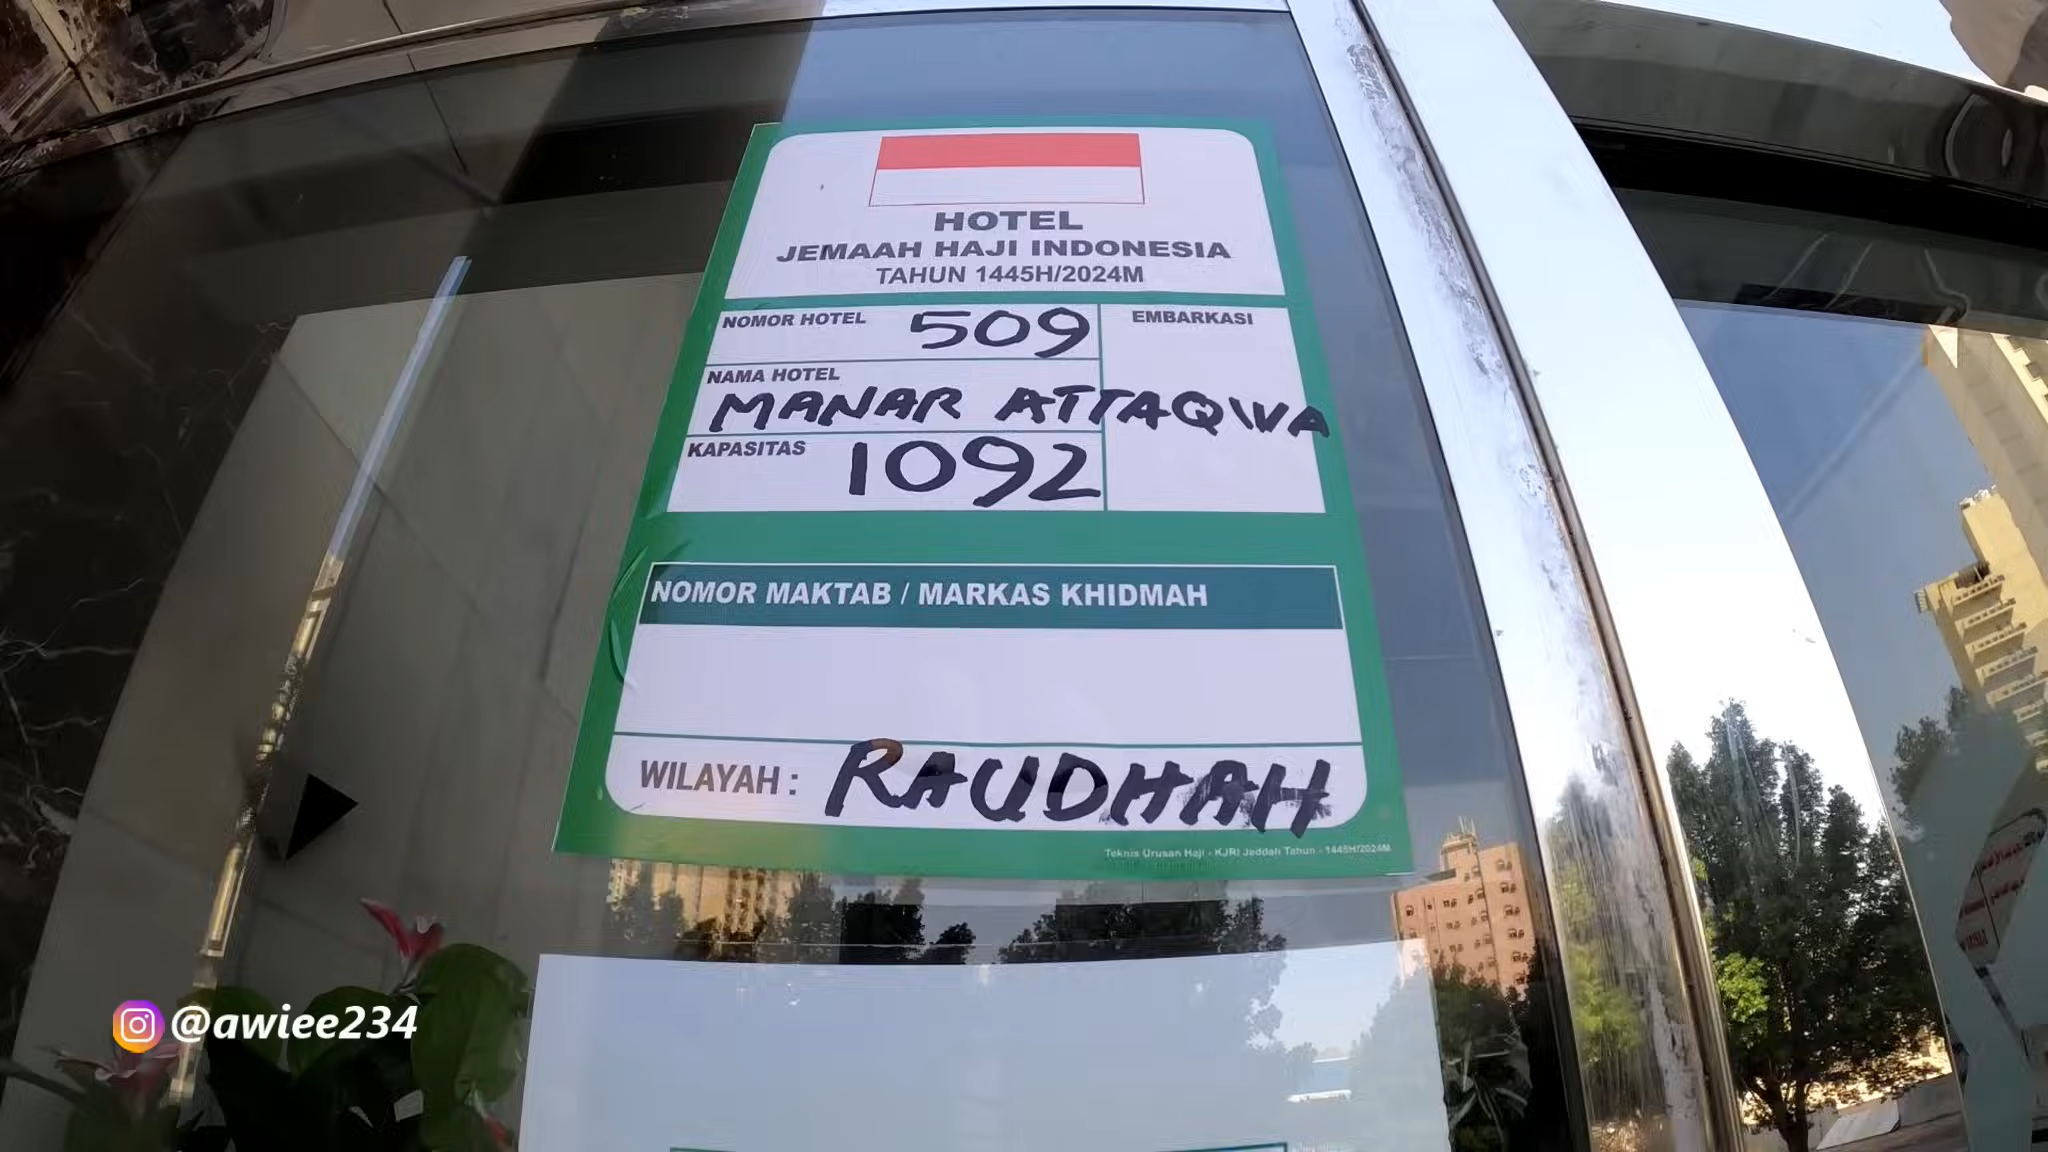 HOTEL
JEMAAH HAJI INDONESIA
TAHUN 1445H/2024M
NOMOR HOTEL 509
EMBARKASI
NAMA HOTEL
MANAR ATTAQWA
KAPASITAS 1092
NOMOR MAKTAB / MARKAS KHIDMAH
WILAYAH : RAUDHAH
Teknis Urusan Haji - KJRI Jeddah Tahun - 1445H/2024M
@awiee234